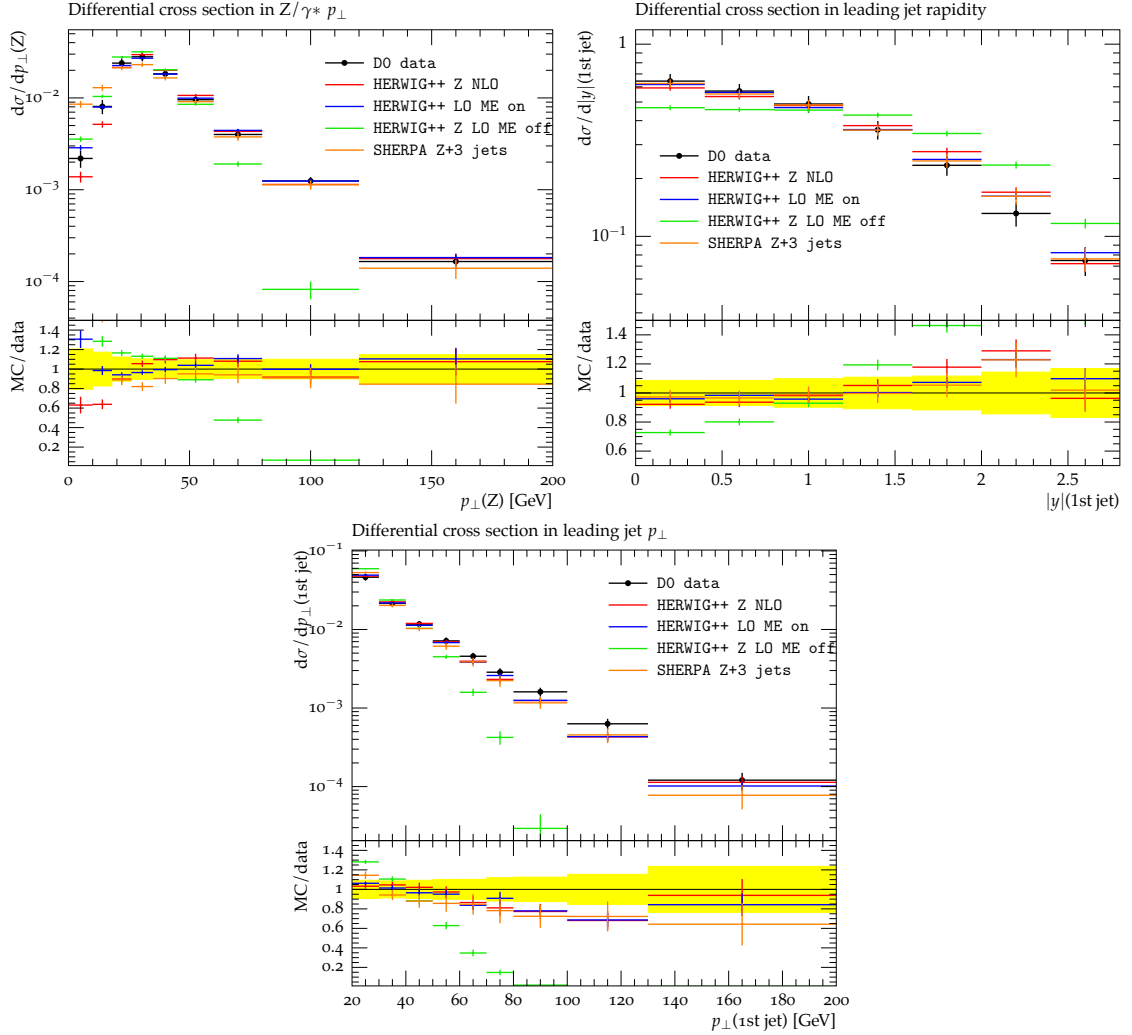 Differential cross section in Z/γ* p⊥
dσ/dp⊥(Z)
10⁻²
10⁻³
10⁻⁴
D0 data
HERWIG++ Z NLO
HERWIG++ LO ME on
HERWIG++ Z LO ME off
SHERPA Z+3 jets
MC/data
1.4
1.2
1
0.8
0.6
0.4
0.2
0 50 100 150 200
p⊥(Z) [GeV]
Differential cross section in leading jet rapidity
dσ/d|y|(1st jet)
1
10⁻¹
D0 data
HERWIG++ Z NLO
HERWIG++ LO ME on
HERWIG++ Z LO ME off
SHERPA Z+3 jets
MC/data
1.4
1.2
1.0
0.8
0.6
0 0.5 1.0 1.5 2.0 2.5
|y|(1st jet)
Differential cross section in leading jet p⊥
dσ/dp⊥(1st jet)
10⁻¹
10⁻²
10⁻³
10⁻⁴
D0 data
HERWIG++ Z NLO
HERWIG++ LO ME on
HERWIG++ Z LO ME off
SHERPA Z+3 jets
MC/data
1.4
1.2
1
0.8
0.6
0.4
0.2
20 40 60 80 100 120 140 160 180 200
p⊥(1st jet) [GeV]